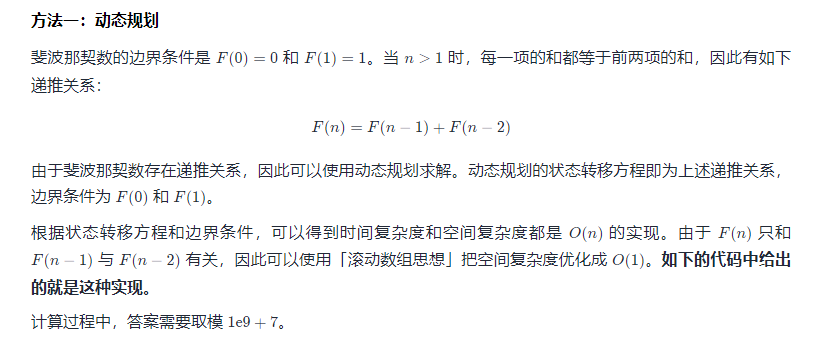 方法一：动态规划
斐波那契数的边界条件是 F(0) = 0 和 F(1) = 1。当 n > 1 时，每一项的和都等于前两项的和，因此有如下
递推关系：
F(n) = F(n − 1) + F(n − 2)
由于斐波那契数存在递推关系，因此可以使用动态规划求解。动态规划的状态转移方程即为上述递推关系，
边界条件为 F(0) 和 F(1)。
根据状态转移方程和边界条件，可以得到时间复杂度和空间复杂度都是 O(n) 的实现。由于 F(n) 只和
F(n − 1) 与 F(n − 2) 有关，因此可以使用「滚动数组思想」把空间复杂度优化成 O(1)。如下的代码中给出
的就是这种实现。
计算过程中，答案需要取模 1e9 + 7。